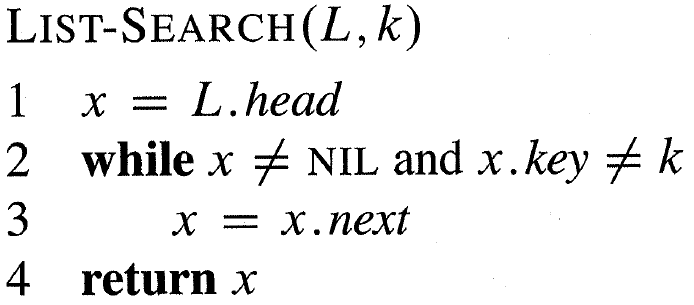 LIST-SEARCH(L, k)
1 x = L.head
2 while x ≠ NIL and x.key ≠ k
3 x = x.next
4 return x